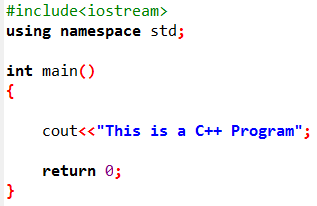 #include<iostream>
using namespace std;
int main()
{
cout<<"This is a C++ Program";
return 0;
}